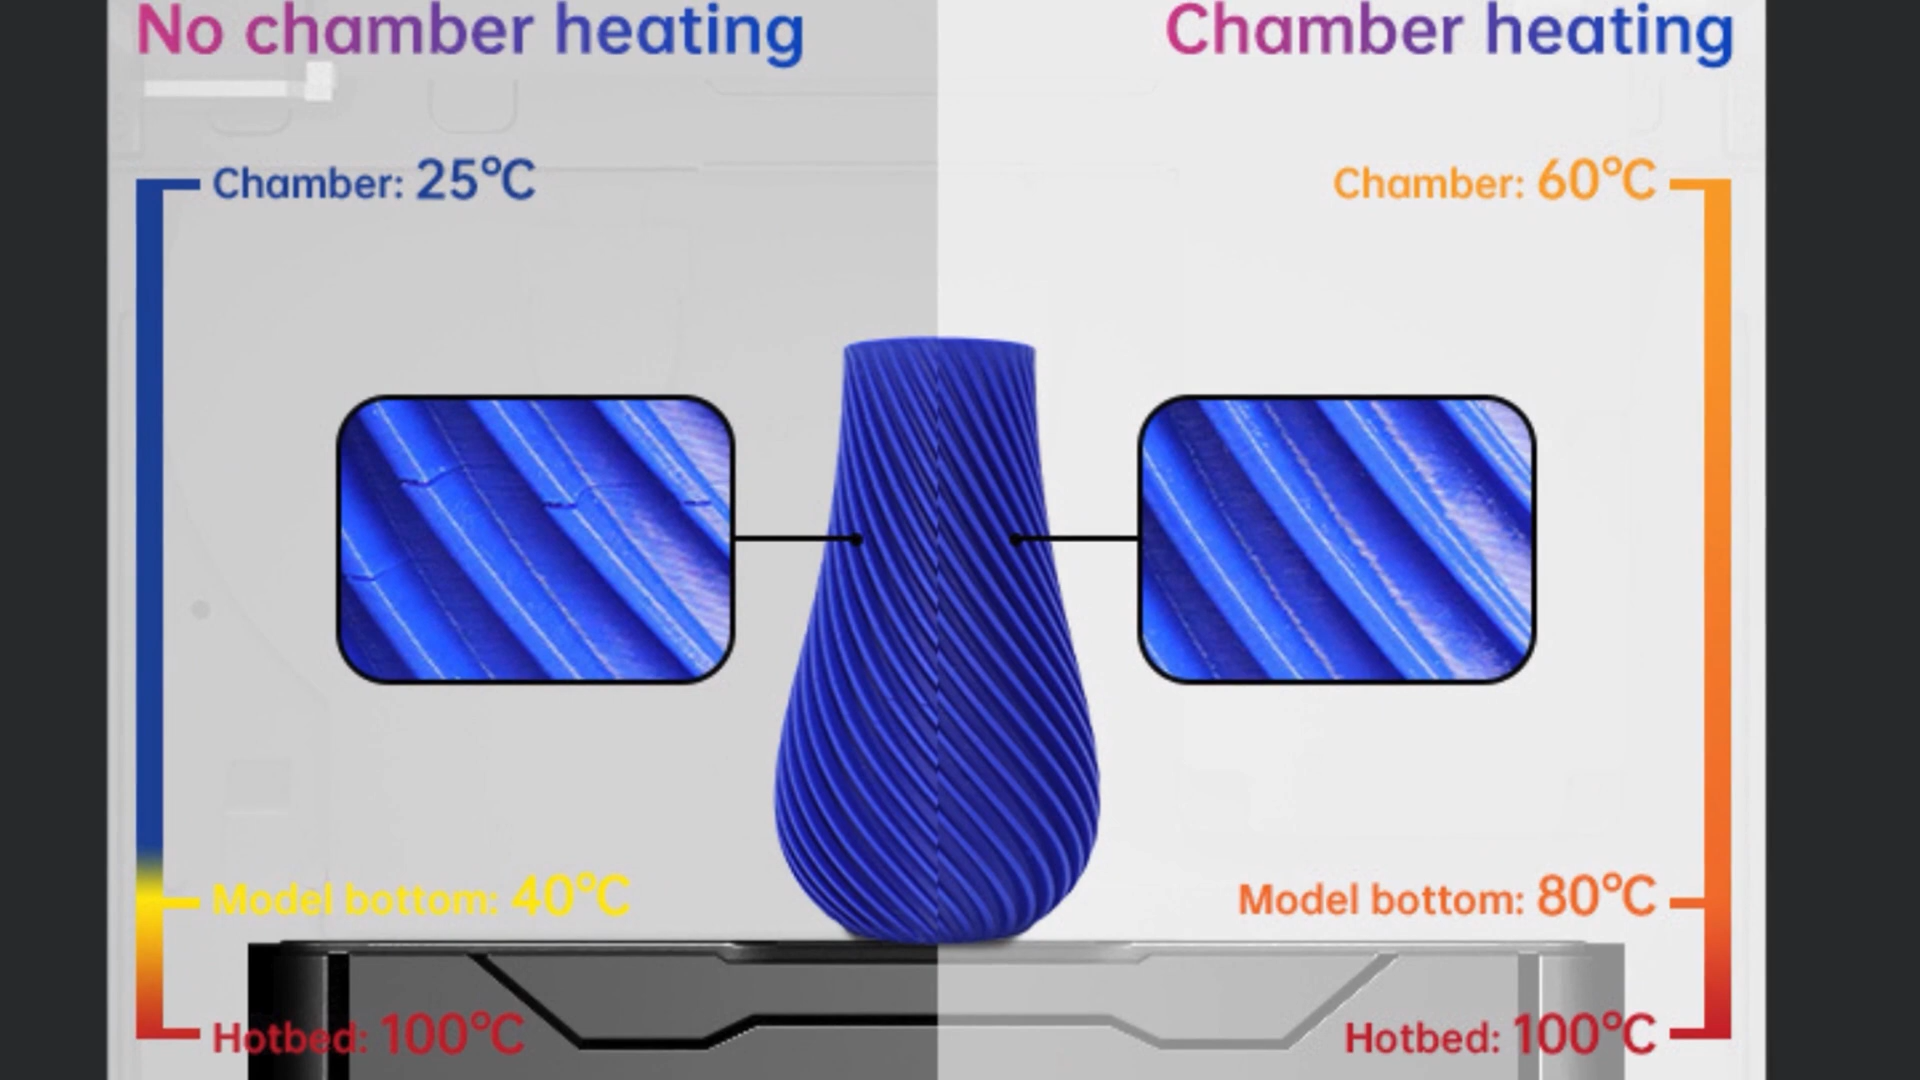 No chamber heating
Chamber heating
Chamber: 25°C
Chamber: 60°C
Model bottom: 40°C
Model bottom: 80°C
Hotbed: 100°C
Hotbed: 100°C